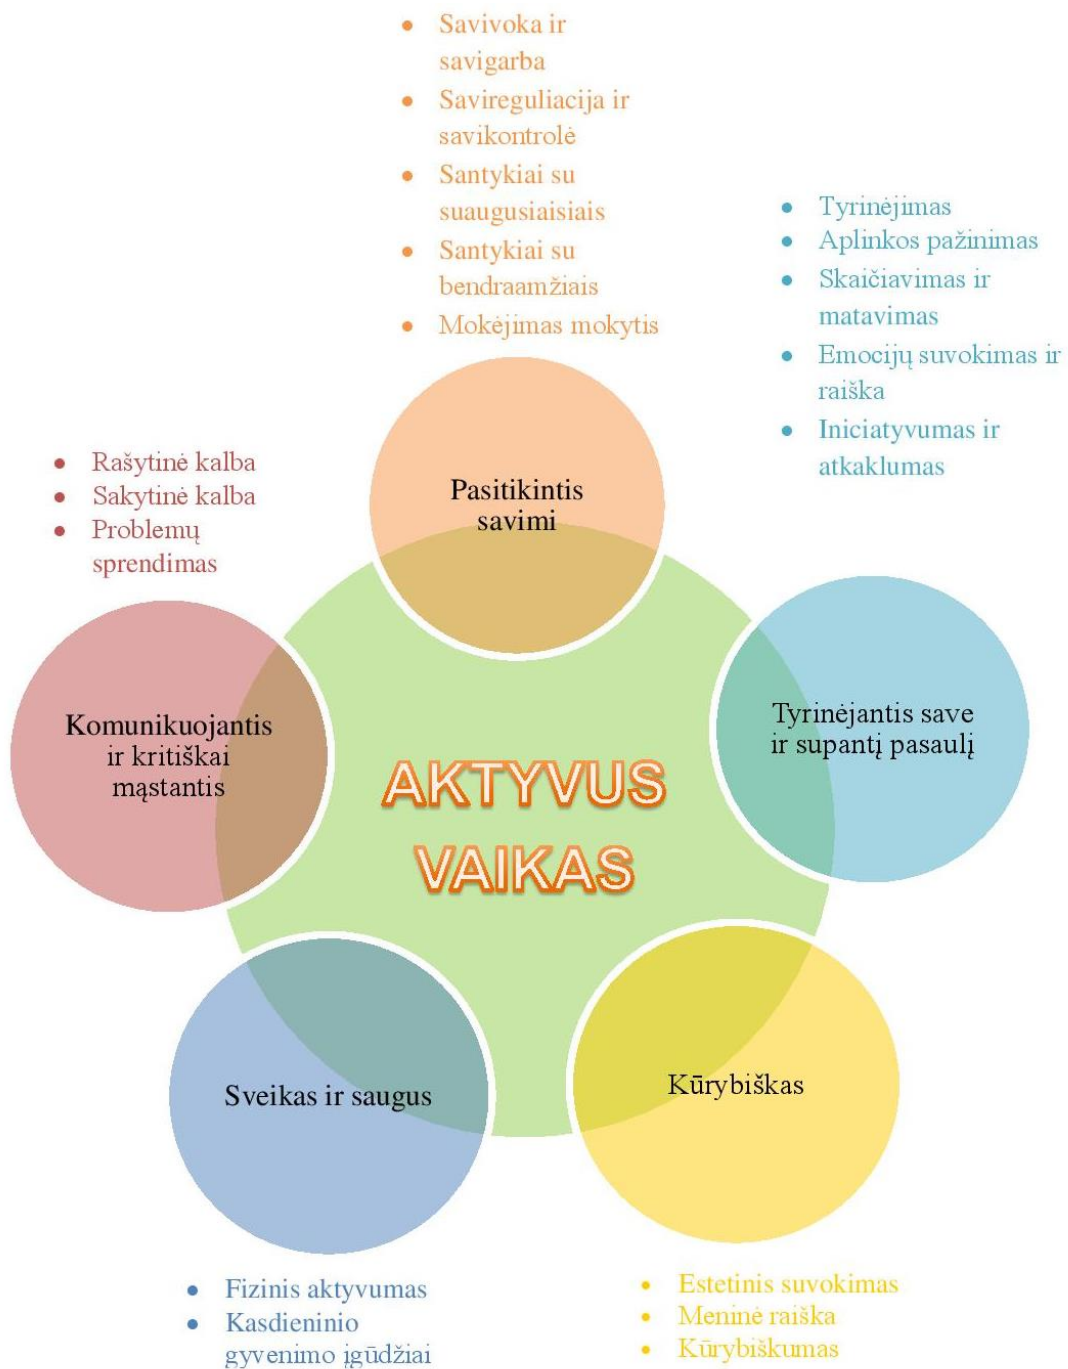 • Savivoka ir
savigarba
• Savireguliacija ir
savikontrolė
• Santykiai su
suaugusiaisiais
• Santykiai su
bendraamžiais
• Mokėjimas mokytis
• Tyrinėjimas
• Aplinkos pažinimas
• Skaičiavimas ir
matavimas
• Emocijų suvokimas ir
raiška
• Iniciatyvumas ir
atkaklumas
• Rašytinė kalba
• Sakytinė kalba
• Problemų
sprendimas
Pasitikintis
savimi
Komunikuojantis
ir kritiškai
mąstantis
Tyrinėjantis save
ir supantį pasaulį
AKTYVUS
VAIKAS
Sveikas ir saugus
Kūrybiškas
• Fizinis aktyvumas
• Kasdieninio
gyvenimo įgūdžiai
• Estetinis suvokimas
• Meninė raiška
• Kūrybiškumas